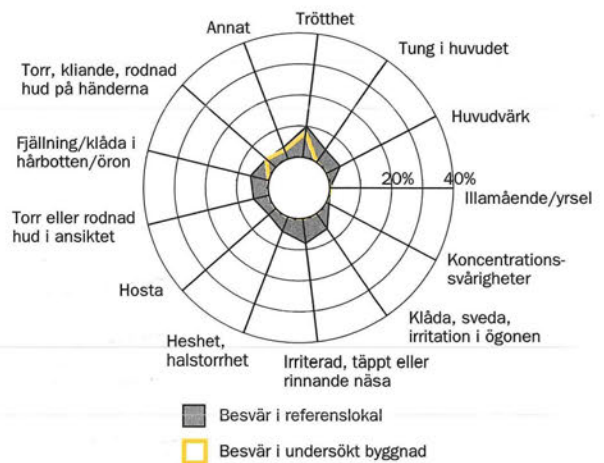 Trötthet
Annat
Tung i huvudet
Torr, kliande, rodnad
hud på händerna
Huvudvärk
Fjällning/klåda i
hårbotten/öron
20% 40%
Illamående/yrsel
Torr eller rodnad
hud i ansiktet
Koncentrations-
svårigheter
Hosta
Klåda, sveda,
irritation i ögonen
Heshet,
halstorrhet
Irriterad, täppt eller
rinnande näsa
Besvär i referenslokal
Besvär i undersökt byggnad